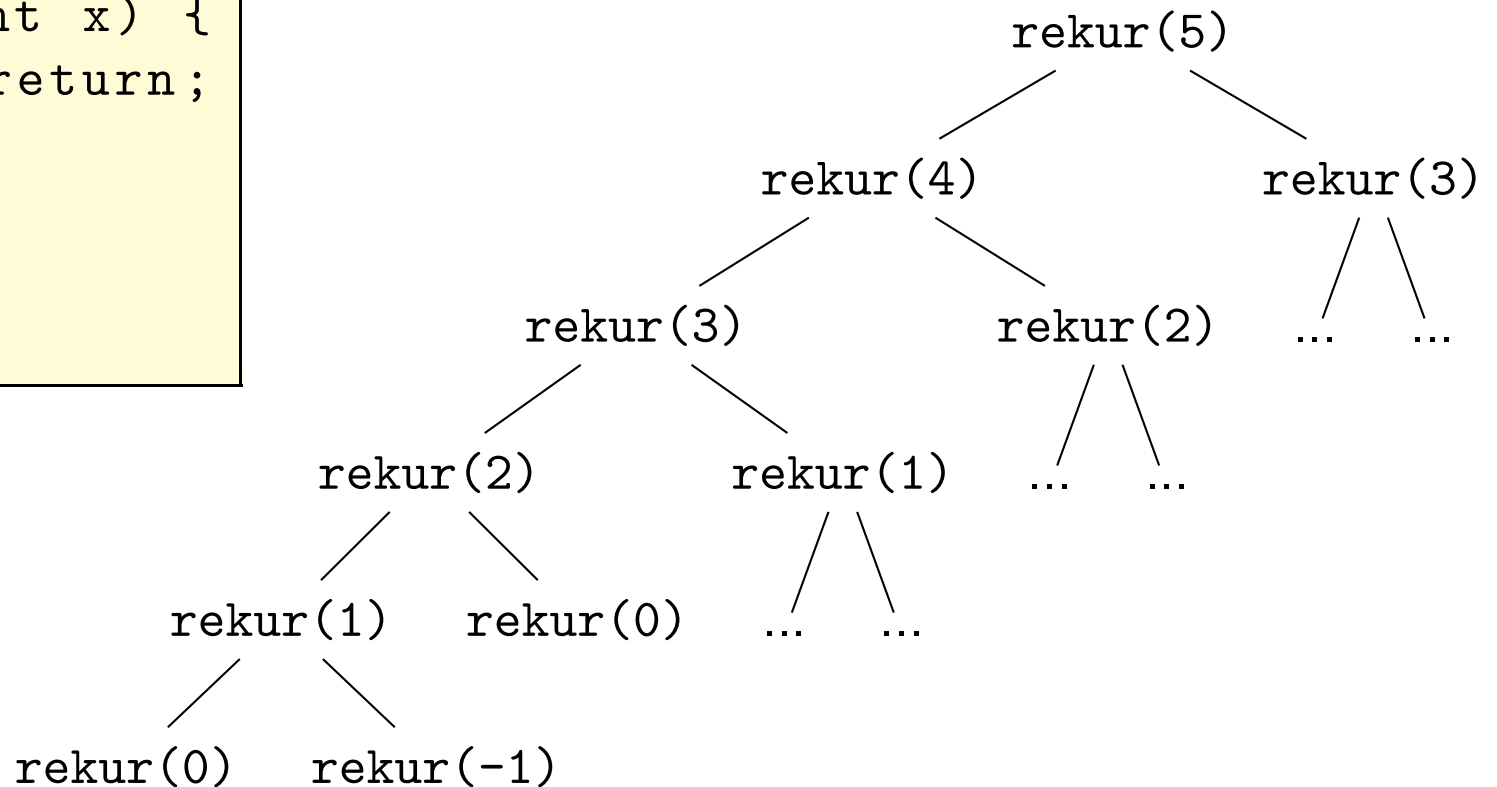 x) {
return;
rekur(5)
rekur(4) rekur(3)
rekur(3) rekur(2) ... ...
rekur(2) rekur(1) ... ...
rekur(1) rekur(0) ... ...
rekur(0) rekur(-1)